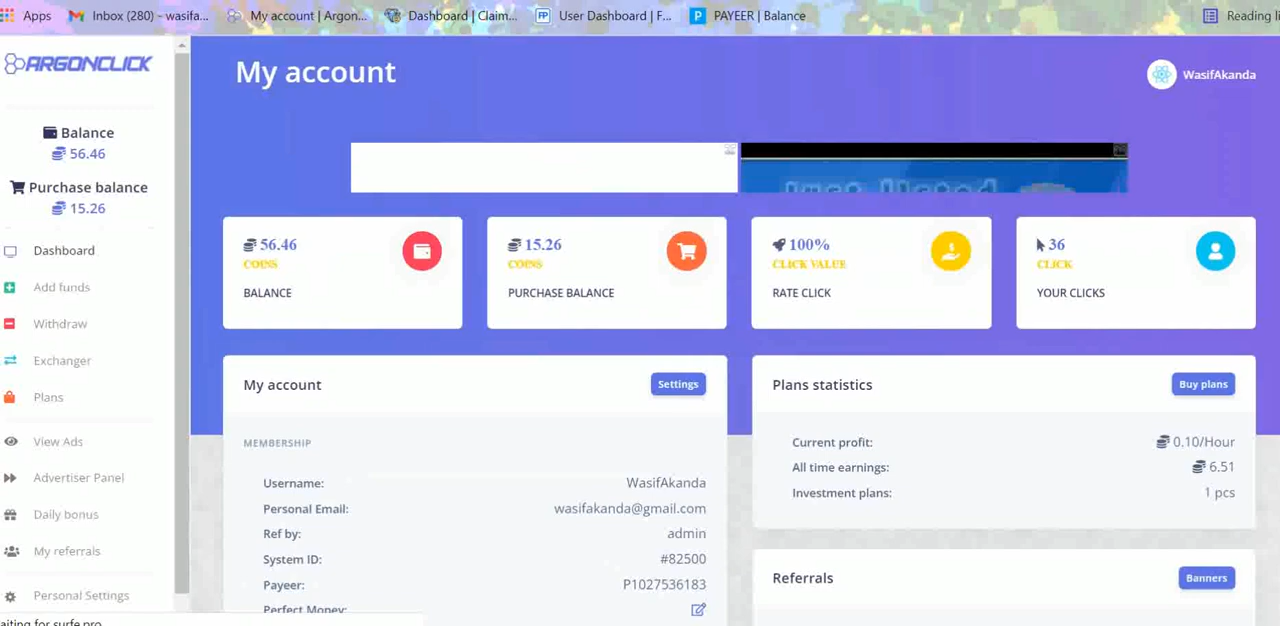 Apps
Inbox (280) - wasifa...
My account | Argon...
Dashboard | Claim...
FP
User Dashboard | F...
P
PAYEER | Balance
Reading li
ARGONCLICK
Balance
56.46
Purchase balance
15.26
Dashboard
Add funds
Withdraw
Exchanger
Plans
View Ads
Advertiser Panel
Daily bonus
My referrals
Personal Settings
aiting for surfe.pro
My account
WasifAkanda
56.46
COINS
BALANCE
15.26
COINS
PURCHASE BALANCE
100%
CLICK VALUE
RATE CLICK
36
CLICK
YOUR CLICKS
My account
Settings
MEMBERSHIP
Username:
WasifAkanda
Personal Email:
wasifakanda@gmail.com
Ref by:
admin
System ID:
#82500
Payeer:
P1027536183
Perfect Money:
Plans statistics
Buy plans
Current profit:
0.10/Hour
All time earnings:
6.51
Investment plans:
1 pcs
Referrals
Banners